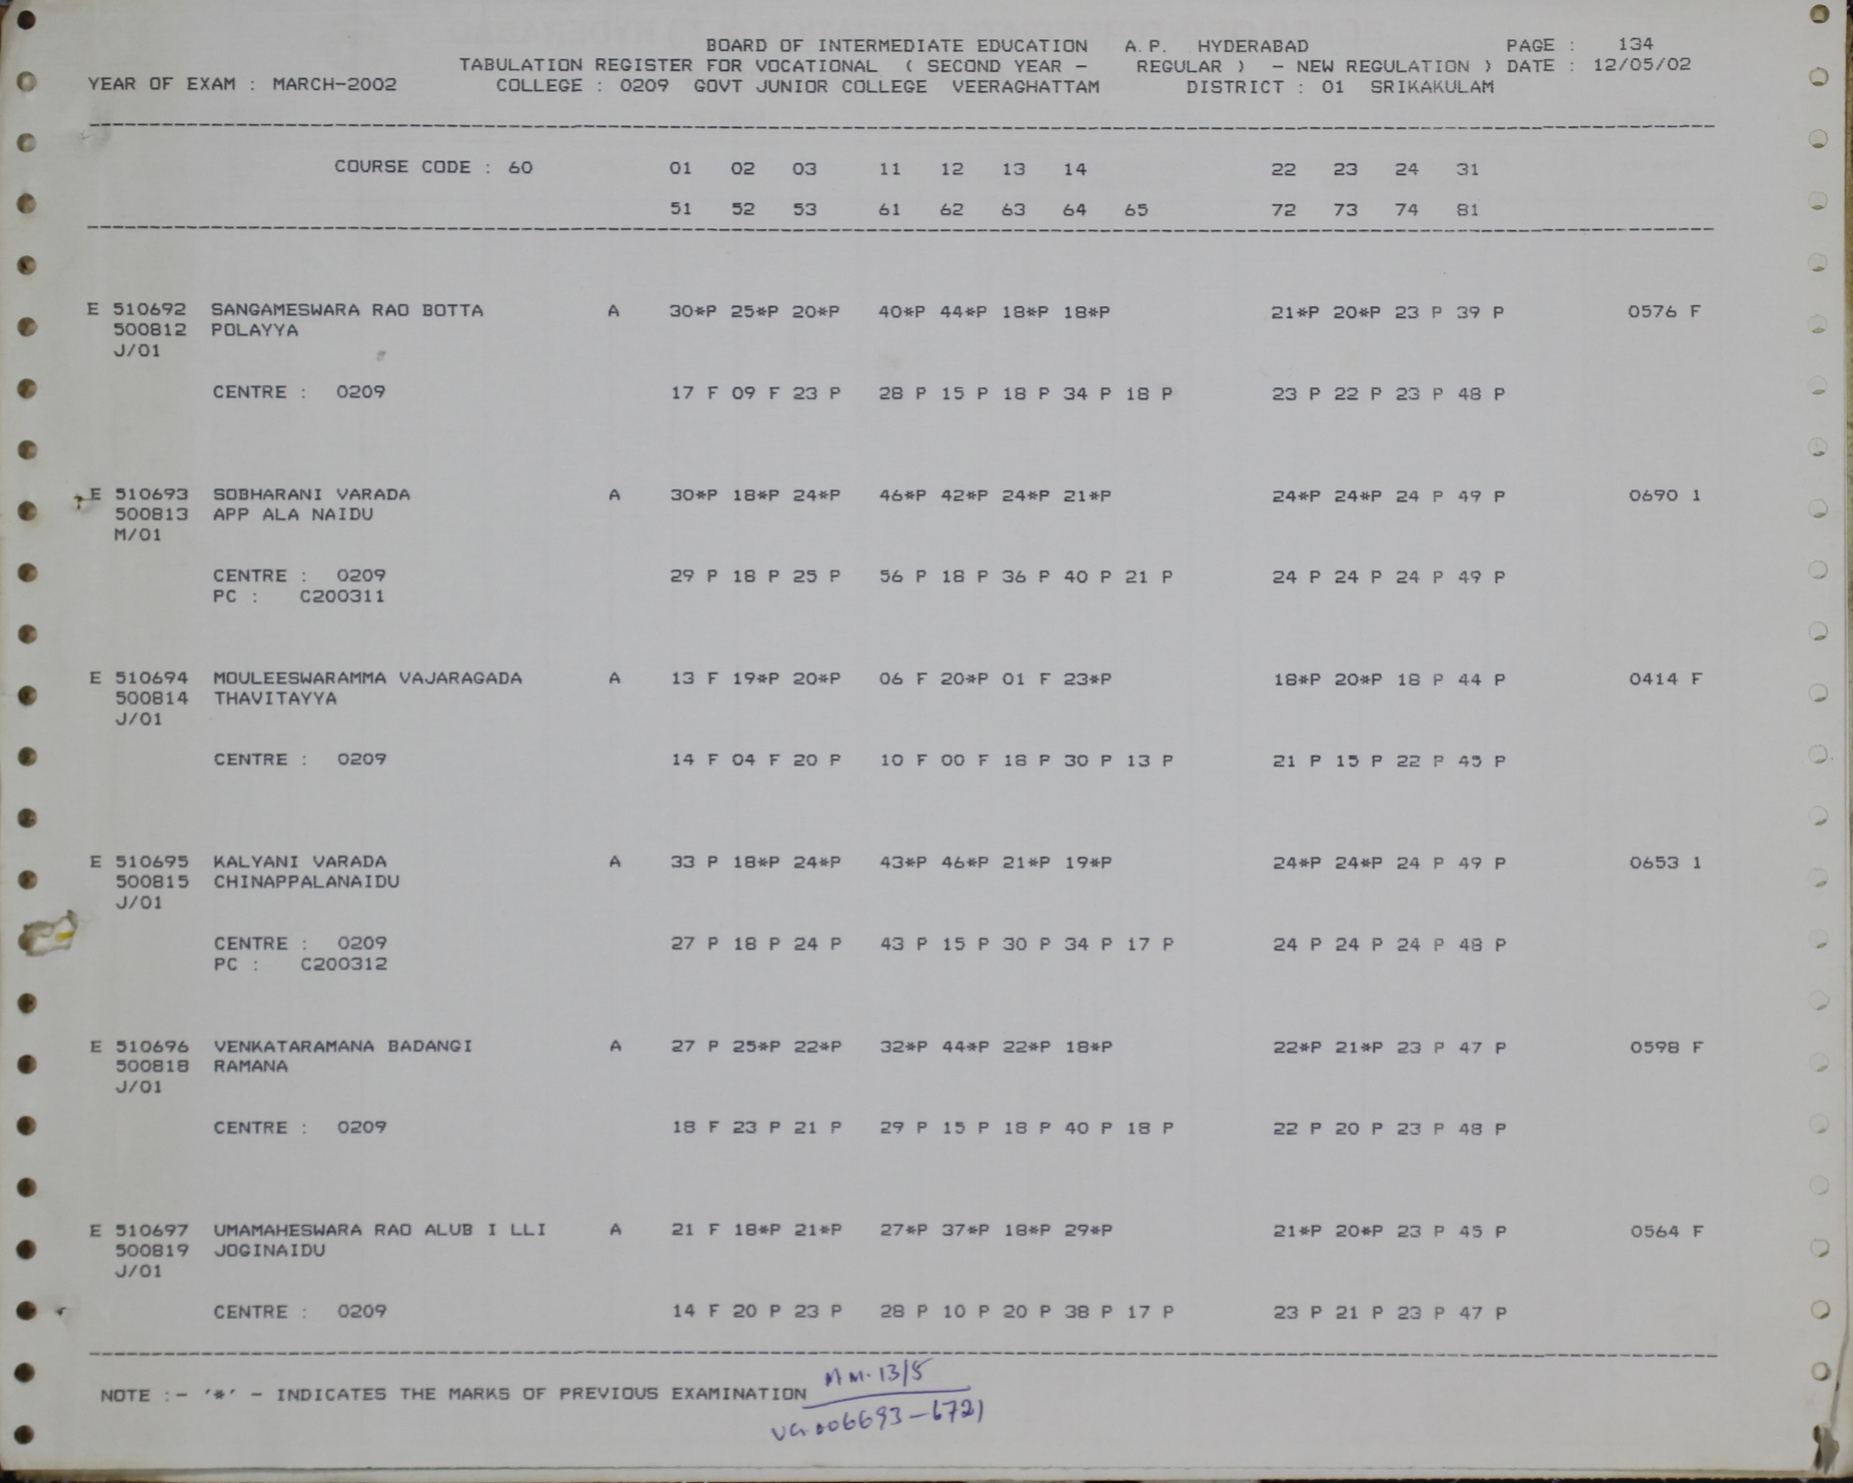 BOARD OF INTERMEDIATE EDUCATION A.P. HYDERABAD PAGE : 134
TABULATION REGISTER FOR VOCATIONAL ( SECOND YEAR - REGULAR ) - NEW REGULATION ) DATE : 12/05/02
YEAR OF EXAM : MARCH-2002 COLLEGE : 0209 GOVT JUNIOR COLLEGE VEERAGHATTAM DISTRICT : 01 SRIKAKULAM
COURSE CODE : 60 01 02 03 11 12 13 14 22 23 24 31
51 52 53 61 62 63 64 65 72 73 74 81
E 510692 SANGAMESWARA RAO BOTTA A 30*P 25*P 20*P 40*P 44*P 18*P 18*P 21*P 20*P 23 P 39 P 0576 F
500812 POLAYYA
J/01
CENTRE : 0209 17 F 09 F 23 P 28 P 15 P 18 P 34 P 18 P 23 P 22 P 23 P 48 P
E 510693 SOBHARANI VARADA A 30*P 18*P 24*P 46*P 42*P 24*P 21*P 24*P 24*P 24 P 49 P 0690 1
500813 APP ALA NAIDU
M/01
CENTRE : 0209 29 P 18 P 25 P 56 P 18 P 36 P 40 P 21 P 24 P 24 P 24 P 49 P
PC : C200311
E 510694 MOULEESWARAMMA VAJARAGADA A 13 F 19*P 20*P 06 F 20*P 01 F 23*P 18*P 20*P 18 P 44 P 0414 F
500814 THAVITAYYA
J/01
CENTRE : 0209 14 F 04 F 20 P 10 F 00 F 18 P 30 P 13 P 21 P 15 P 22 P 45 P
E 510695 KALYANI VARADA A 33 P 18*P 24*P 43*P 46*P 21*P 19*P 24*P 24*P 24 P 49 P 0653 1
500815 CHINAPPALANAIDU
J/01
CENTRE : 0209 27 P 18 P 24 P 43 P 15 P 30 P 34 P 17 P 24 P 24 P 24 P 48 P
PC : C200312
E 510696 VENKATARAMANA BADANGI A 27 P 25*P 22*P 32*P 44*P 22*P 18*P 22*P 21*P 23 P 47 P 0598 F
500818 RAMANA
J/01
CENTRE : 0209 18 F 23 P 21 P 29 P 15 P 18 P 40 P 18 P 22 P 20 P 23 P 48 P
E 510697 UMAMAHESWARA RAO ALUB I LLI A 21 F 18*P 21*P 27*P 37*P 18*P 29*P 21*P 20*P 23 P 45 P 0564 F
500819 JOGINAIDU
J/01
CENTRE : 0209 14 F 20 P 23 P 28 P 10 P 20 P 38 P 17 P 23 P 21 P 23 P 47 P
NOTE :- '*' - INDICATES THE MARKS OF PREVIOUS EXAMINATION
13/5